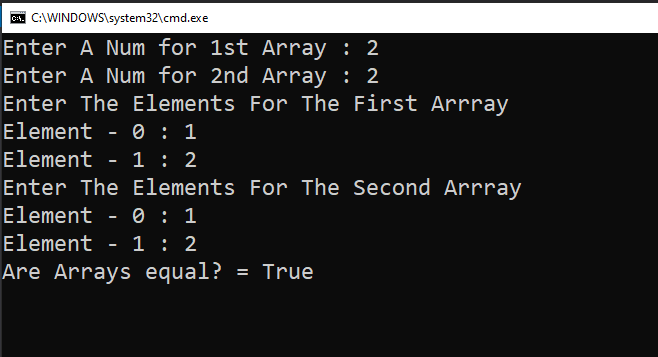 C:\WINDOWS\system32\cmd.exe
Enter A Num for 1st Array : 2
Enter A Num for 2nd Array : 2
Enter The Elements For The First Arrray
Element - 0 : 1
Element - 1 : 2
Enter The Elements For The Second Arrray
Element - 0 : 1
Element - 1 : 2
Are Arrays equal? = True